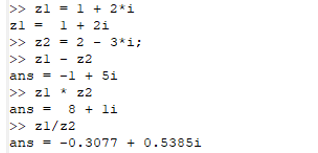 >> z1 = 1 + 2*i
z1 =  1 + 2i
>> z2 = 2 - 3*i;
>> z1 - z2
ans = -1 + 5i
>> z1 * z2
ans =  8 + 1i
>> z1/z2
ans = -0.3077 + 0.5385i